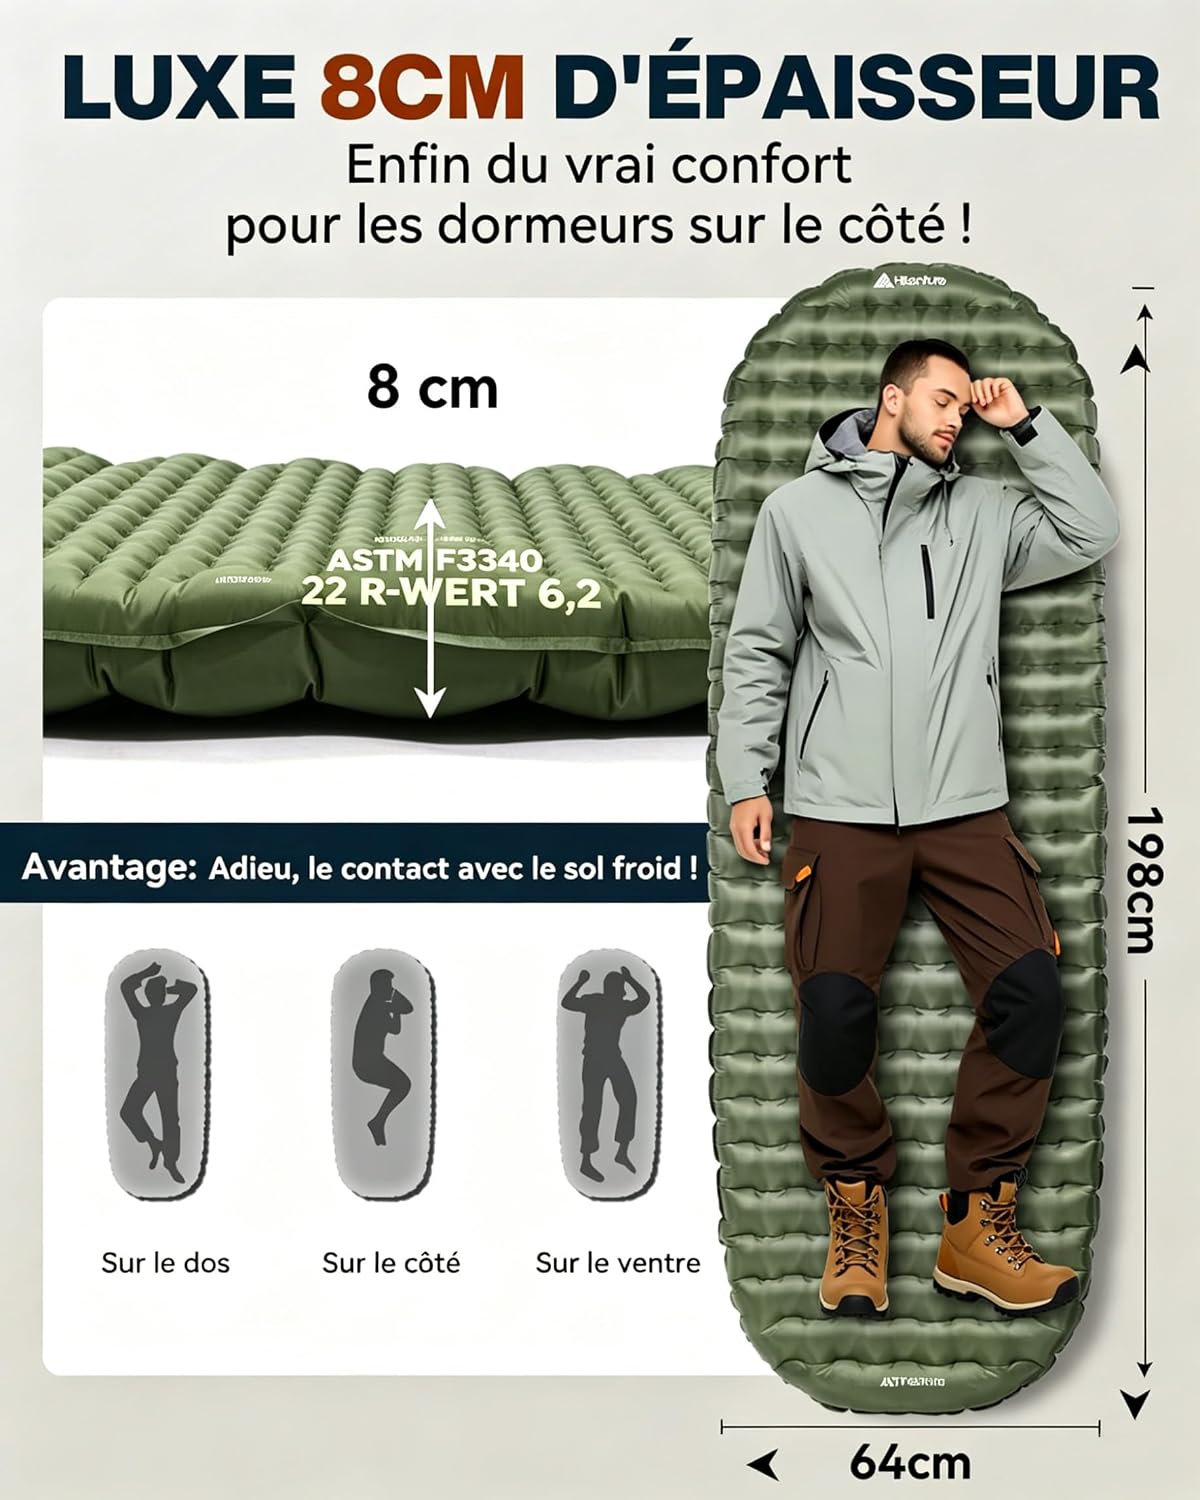 LUXE 8CM D'ÉPAISSEUR
Enfin du vrai confort
pour les dormeurs sur le côté !
8 cm
ASTM F3340
22 R-WERT 6,2
Avantage: Adieu, le contact avec le sol froid !
Sur le dos
Sur le côté
Sur le ventre
198cm
64cm